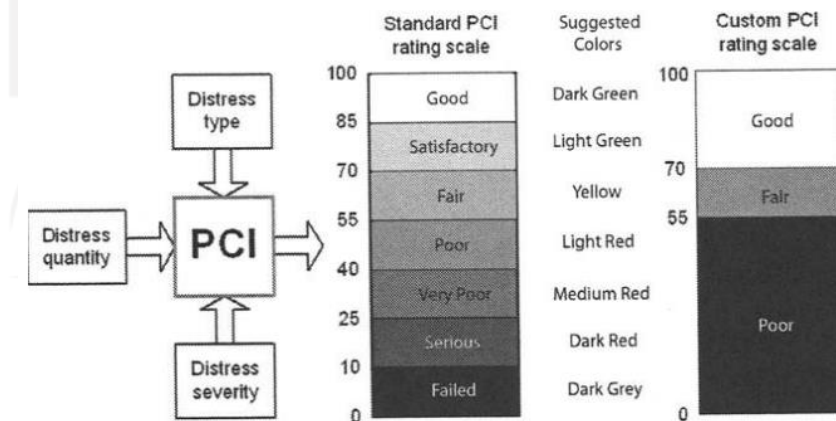 Distress
type
Distress
quantity
PCI
Distress
severity
Standard PCI
rating scale
100
Good
85
Satisfactory
70
Fair
55
Poor
40
Very Poor
25
Serious
10
Failed
0
Suggested
Colors
Dark Green
Light Green
Yellow
Light Red
Medium Red
Dark Red
Dark Grey
Custom PCI
rating scale
100
Good
70
Fair
55
Poor
0